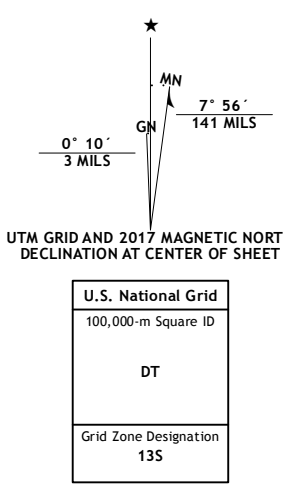 ★
MN
GN
7° 56´
141 MILS
0° 10´
3 MILS
UTM GRID AND 2017 MAGNETIC NORT
DECLINATION AT CENTER OF SHEET
U.S. National Grid
100,000-m Square ID
DT
Grid Zone Designation
13S